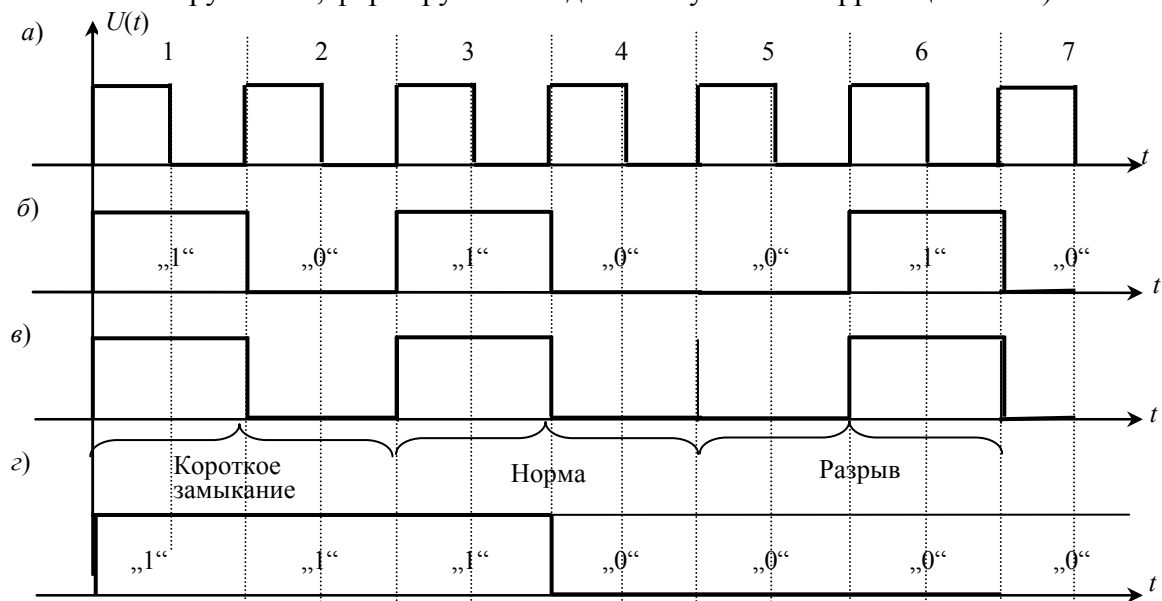 а) U(t)
1 2 3 4 5 6 7
t
б)
„1“ „0“ „1“ „0“ „0“ „1“ „0“
t
в)
t
г)
Короткое
замыкание
Норма
Разрыв
„1“ „1“ „1“ „0“ „0“ „0“ „0“
t